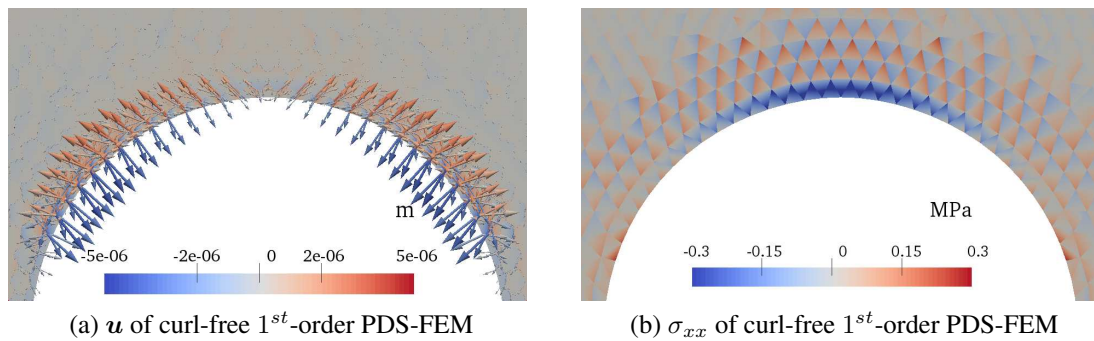 m
-5e-06 -2e-06 0 2e-06 5e-06
MPa
-0.3 -0.15 0 0.15 0.3
(a) u of curl-free 1st-order PDS-FEM
(b) σxx of curl-free 1st-order PDS-FEM